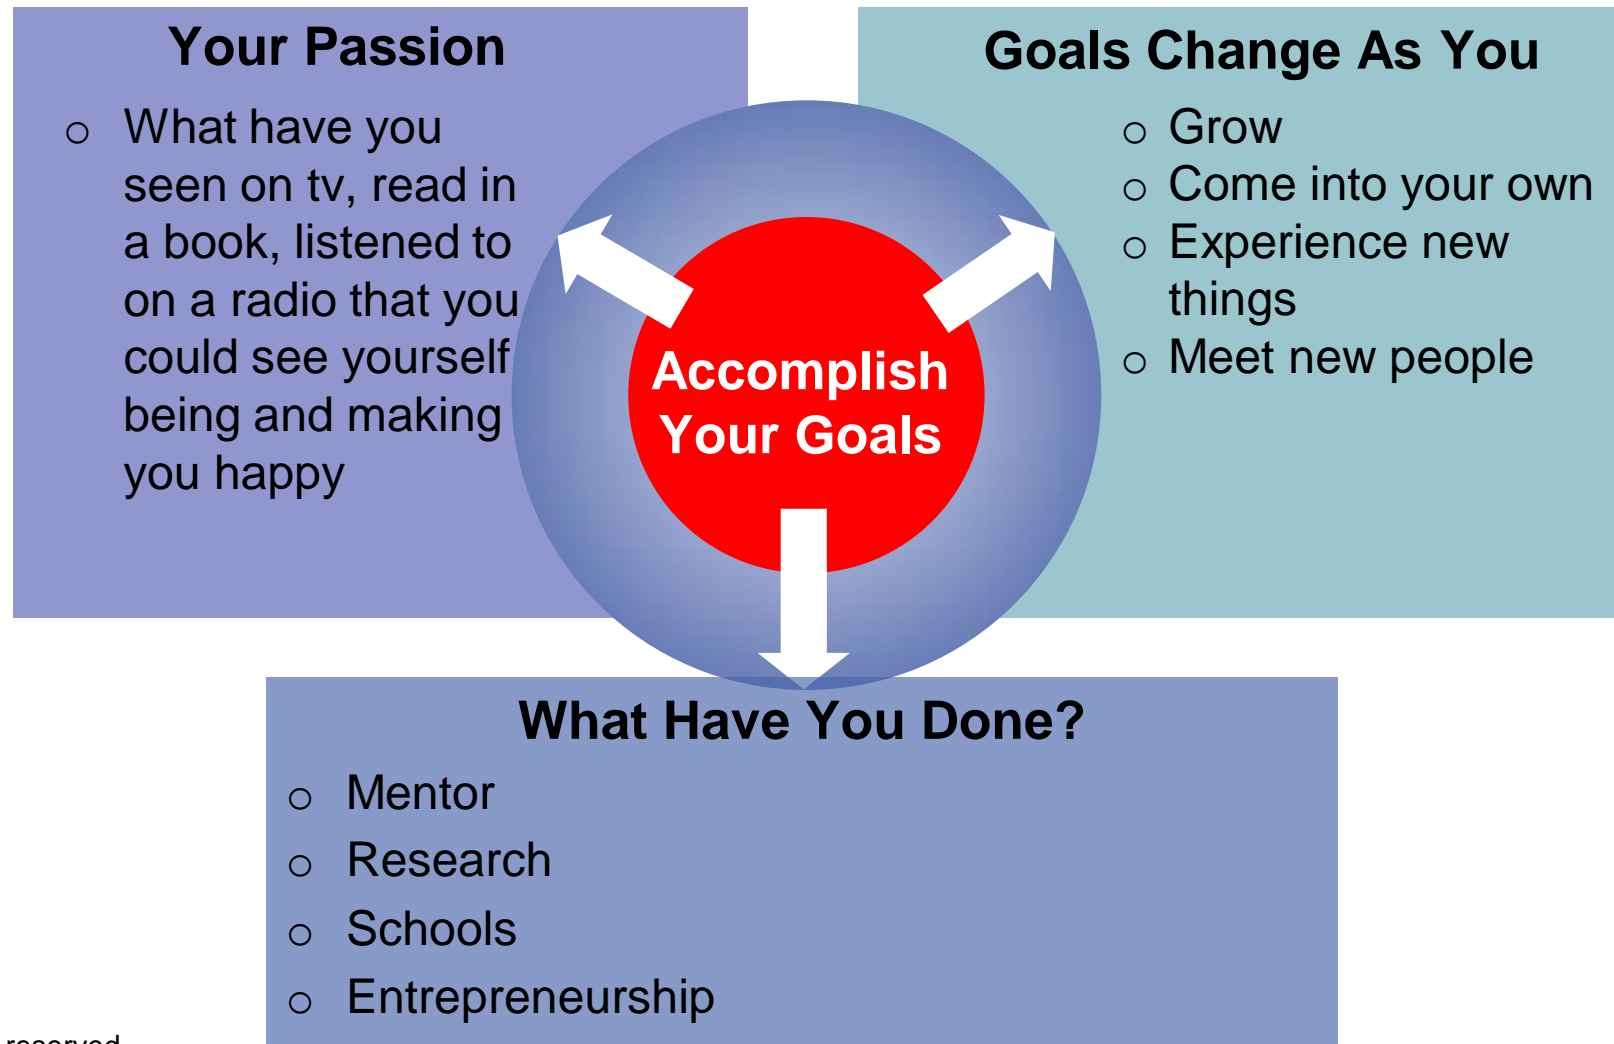 Your Passion
○ What have you
seen on tv, read in
a book, listened to
on a radio that you
could see yourself
being and making
you happy
Goals Change As You
○ Grow
○ Come into your own
○ Experience new
things
○ Meet new people
Accomplish
Your Goals
What Have You Done?
○ Mentor
○ Research
○ Schools
○ Entrepreneurship
reserved